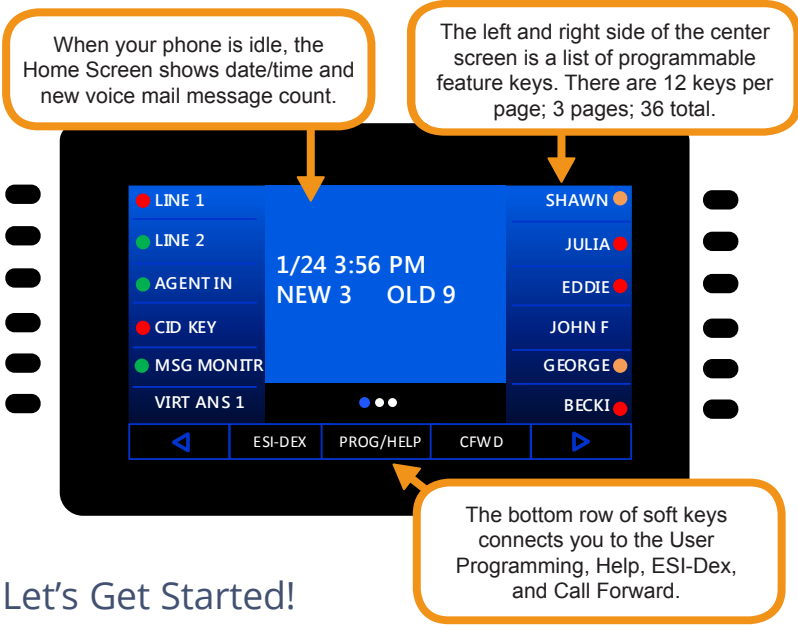 When your phone is idle, the
Home Screen shows date/time and
new voice mail message count.
The left and right side of the center
screen is a list of programmable
feature keys. There are 12 keys per
page; 3 pages; 36 total.
LINE 1
LINE 2
AGENT IN
CID KEY
MSG MONITR
VIRT ANS 1
1/24 3:56 PM
NEW 3 OLD 9
SHAWN
JULIA
EDDIE
JOHN F
GEORGE
BECKI
ESI-DEX PROG/HELP CFWD
The bottom row of soft keys
connects you to the User
Programming, Help, ESI-Dex,
and Call Forward.
Let's Get Started!